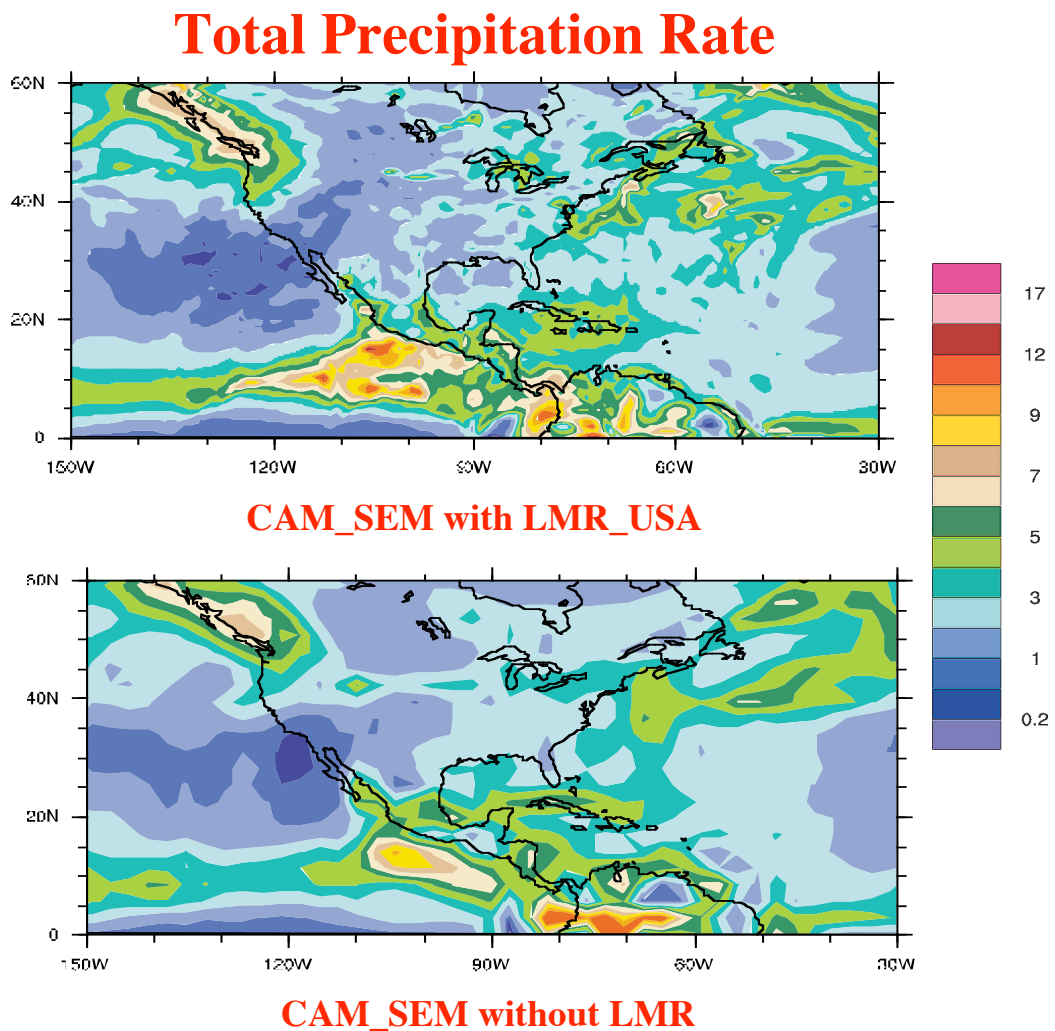 Total Precipitation Rate
60N
40N
20N
0
150W 120W 90W 60W 30W
CAM_SEM with LMR_USA
17
12
9
7
5
3
1
0.2
60N
40N
20N
0
150W 120W 90W 60W 30W
CAM_SEM without LMR